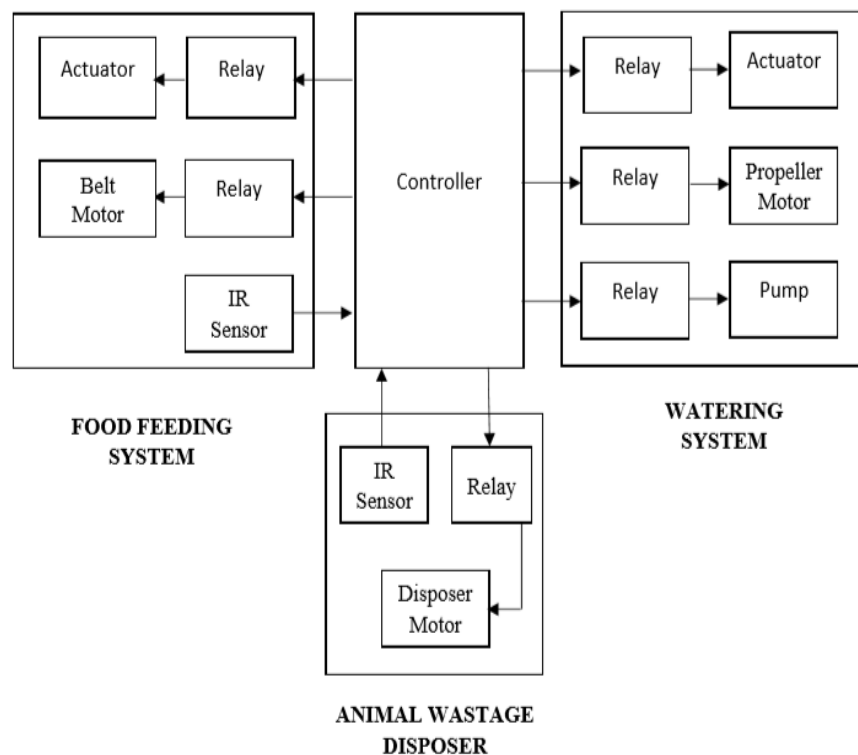 Actuator
Relay
Belt
Motor
Relay
IR
Sensor
FOOD FEEDING
SYSTEM
Controller
Relay
Actuator
Relay
Propeller
Motor
Relay
Pump
WATERING
SYSTEM
IR
Sensor
Relay
Disposer
Motor
ANIMAL WASTAGE
DISPOSER